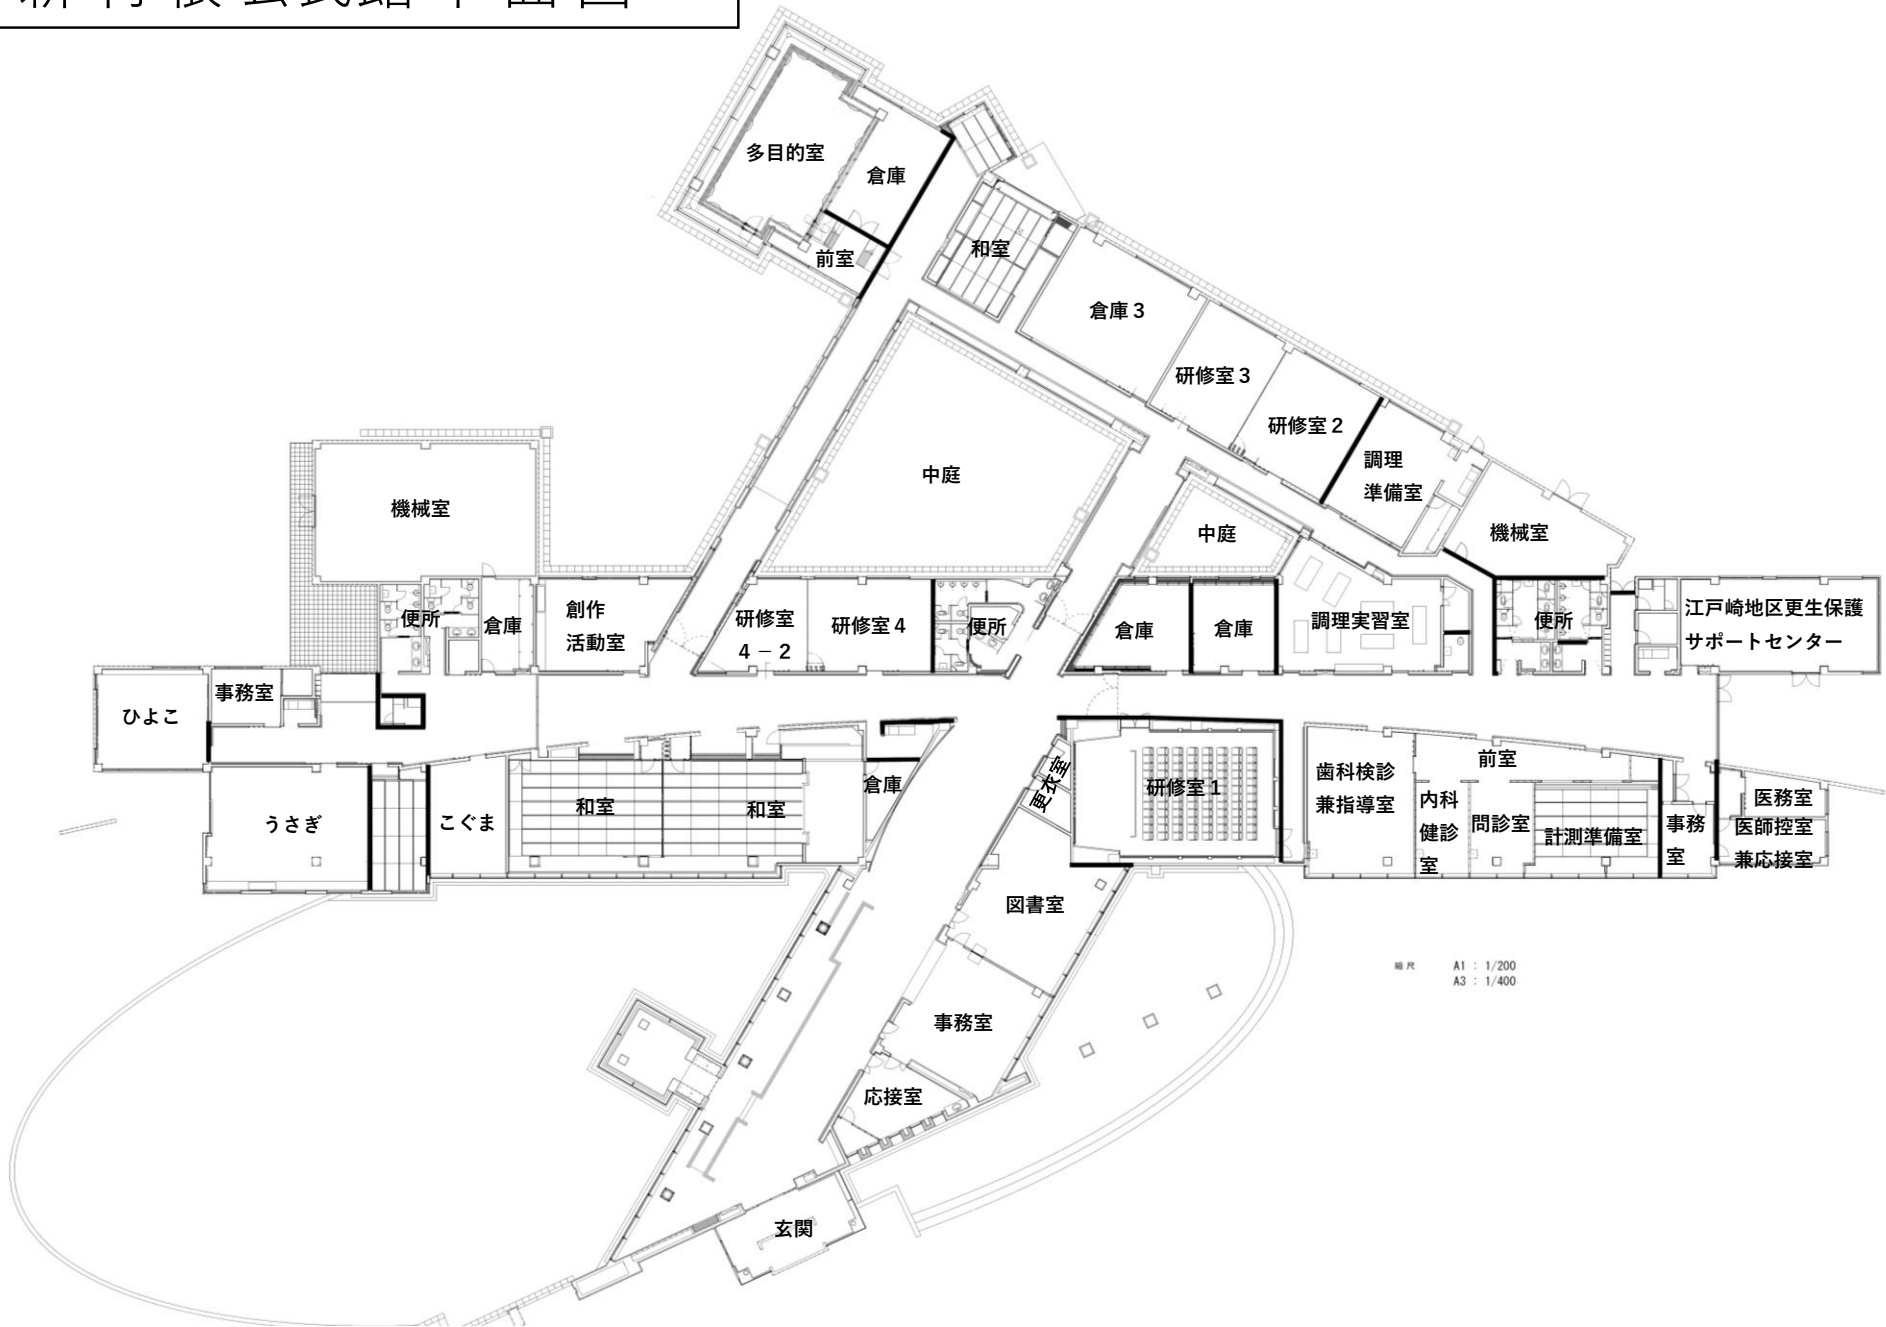 多目的室
倉庫
前室
和室
倉庫３
研修室３
研修室２
調理
準備室
機械室
中庭
中庭
機械室
便所
倉庫
創作
活動室
研修室
４－２
研修室４
便所
倉庫
倉庫
調理実習室
便所
江戸崎地区更生保護
サポートセンター
ひよこ
事務室
うさぎ
こぐま
和室
和室
倉庫
更衣室
研修室１
歯科検診
兼指導室
前室
内科
健診
室
問診室
計測準備室
事務
室
医務室
医師控室
兼応接室
図書室
事務室
応接室
玄関
縮尺 A1 : 1/200
A3 : 1/400